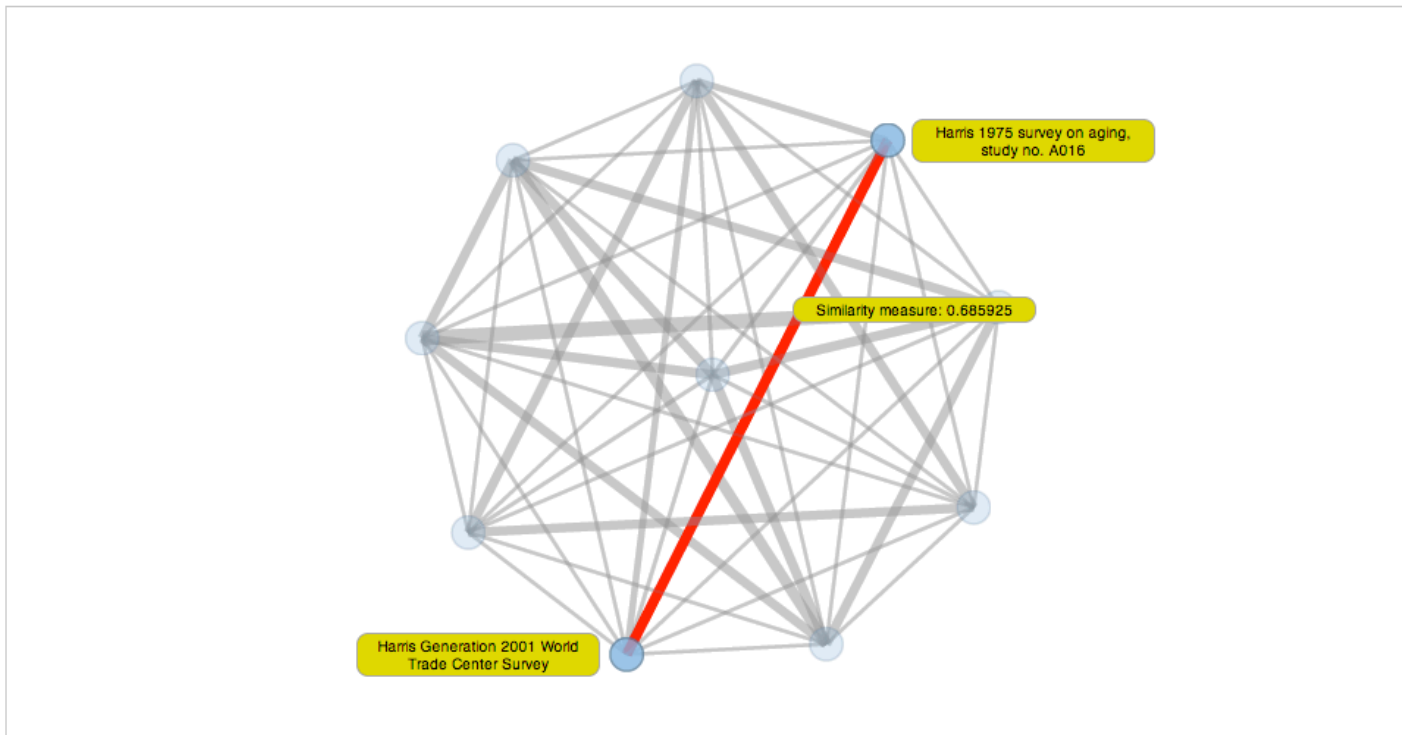 Harris 1975 survey on aging,
study no. A016
Similarity measure: 0.685925
Harris Generation 2001 World
Trade Center Survey